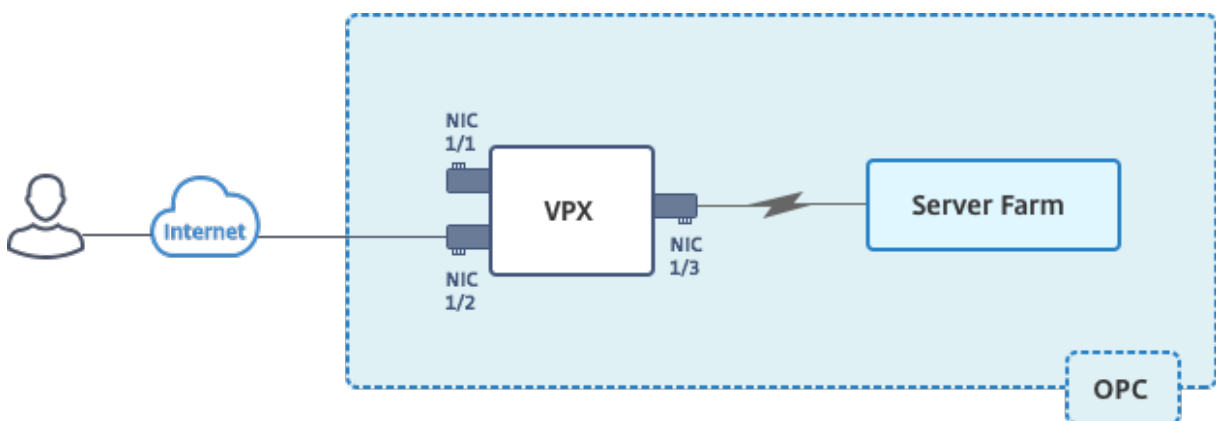 NIC
1/1
Internet
VPX
Server Farm
NIC
1/2
NIC
1/3
OPC